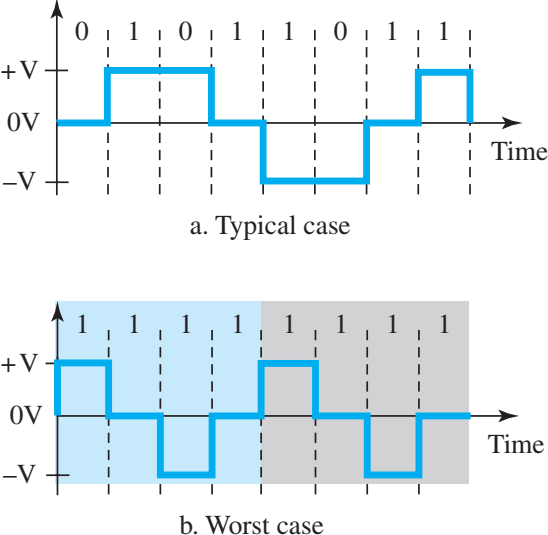 0 1 0 1 1 0 1 1
+V
0V
Time
–V
a. Typical case
1 1 1 1 1 1 1 1
+V
0V
Time
–V
b. Worst case